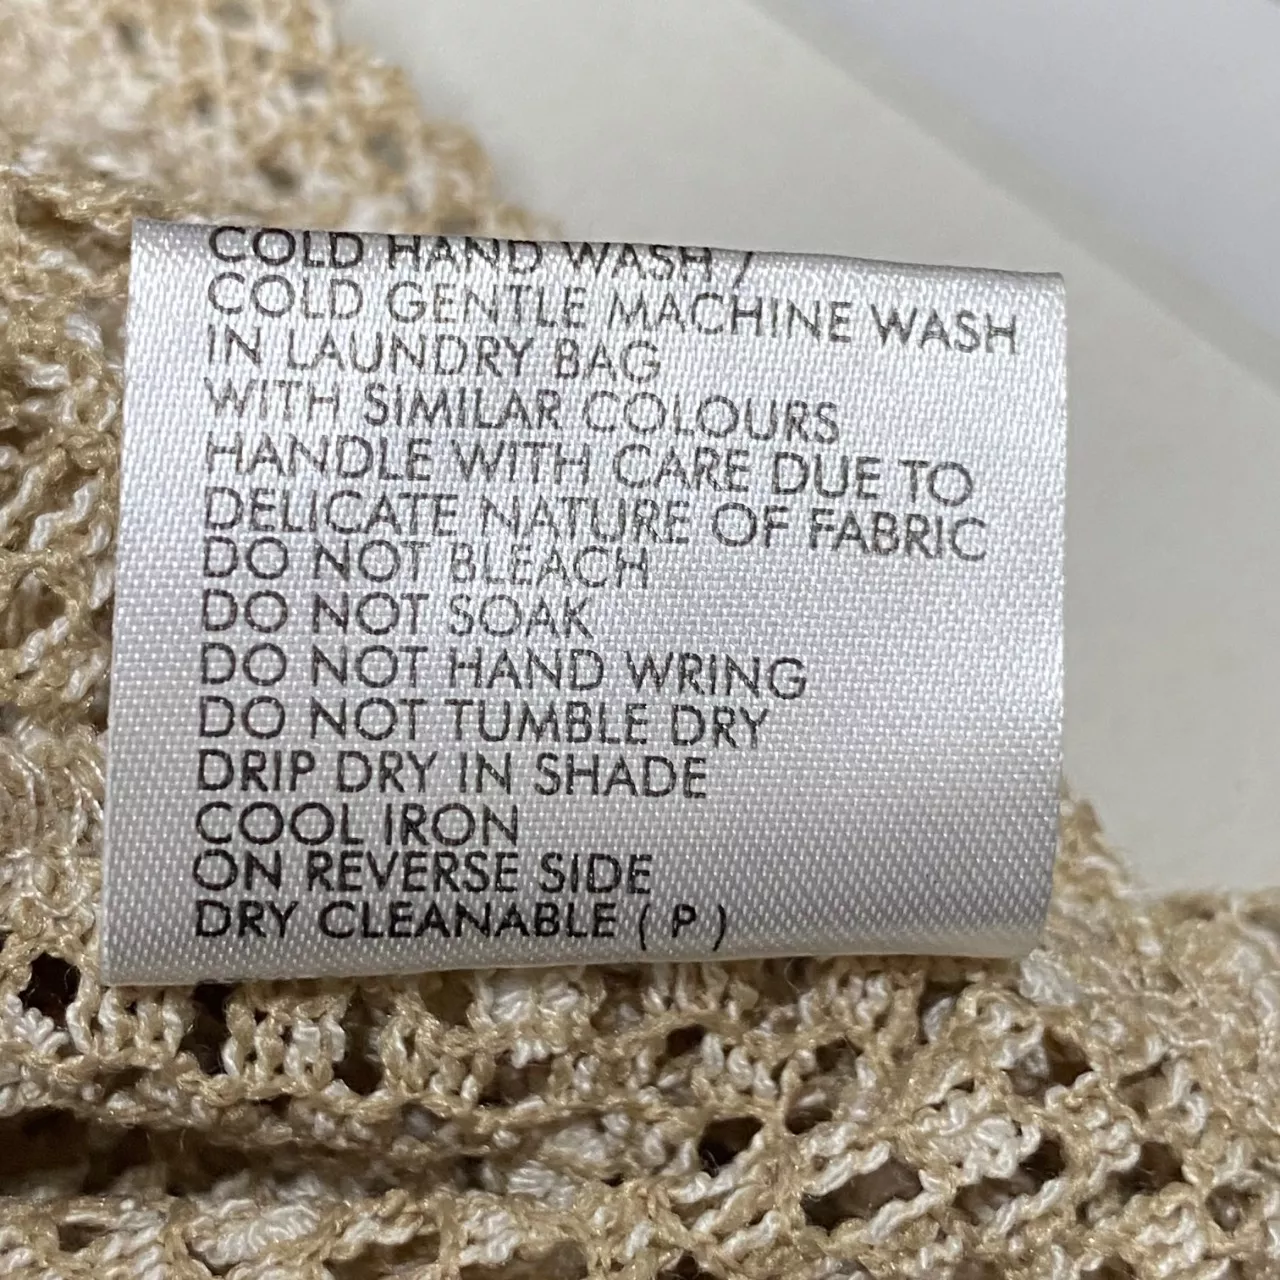 COLD HAND WASH /
COLD GENTLE MACHINE WASH
IN LAUNDRY BAG
WITH SIMILAR COLOURS
HANDLE WITH CARE DUE TO
DELICATE NATURE OF FABRIC
DO NOT BLEACH
DO NOT SOAK
DO NOT HAND WRING
DO NOT TUMBLE DRY
DRIP DRY IN SHADE
COOL IRON
ON REVERSE SIDE
DRY CLEANABLE ( P )